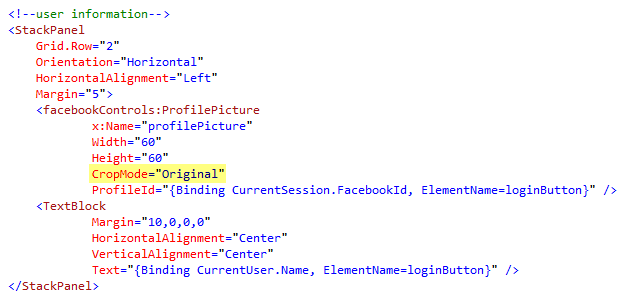 <!--user information-->
<StackPanel
Grid.Row="2"
Orientation="Horizontal"
HorizontalAlignment="Left"
Margin="5">
<facebookControls:ProfilePicture
x:Name="profilePicture"
Width="60"
Height="60"
CropMode="Original"
ProfileId="{Binding CurrentSession.FacebookId, ElementName=loginButton}" />
<TextBlock
Margin="10,0,0,0"
HorizontalAlignment="Center"
VerticalAlignment="Center"
Text="{Binding CurrentUser.Name, ElementName=loginButton}" />
</StackPanel>